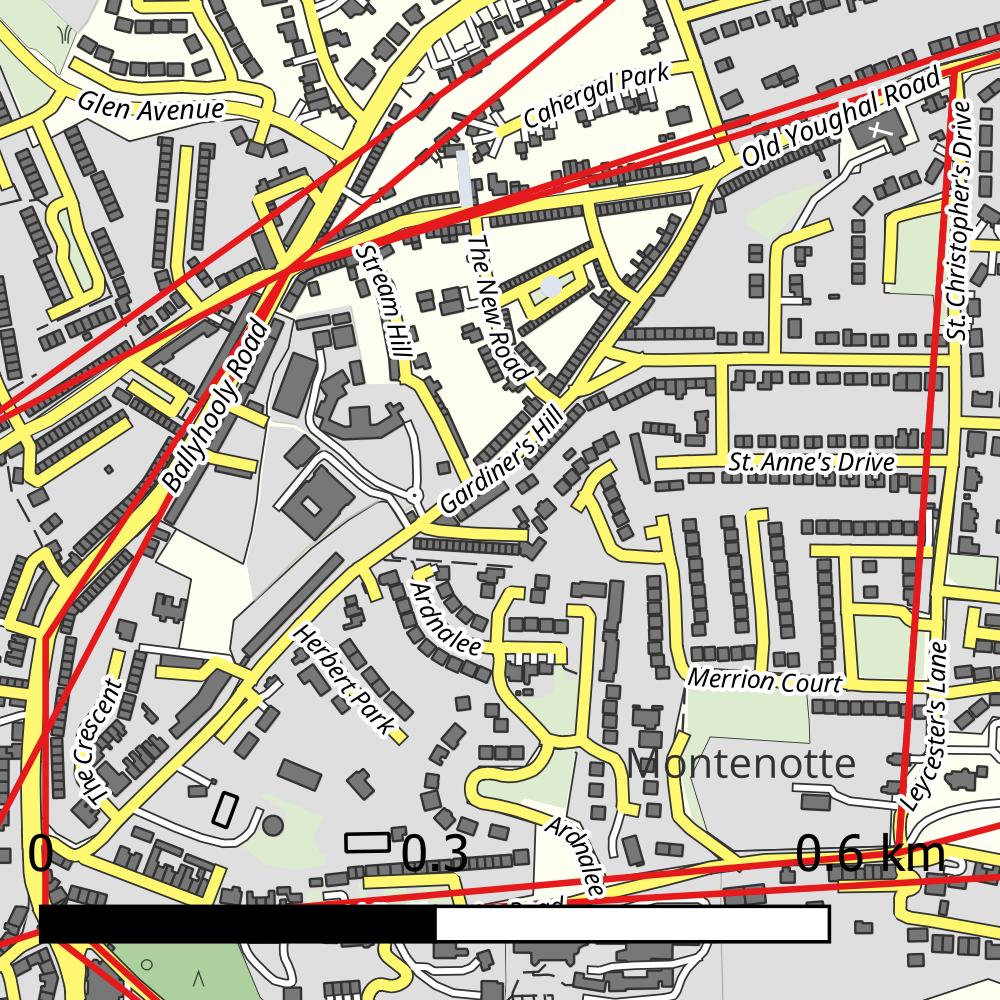 Cahergal Park
Glen Avenue
Old Youghal Road
St. Christopher's Drive
Stream Hill
The New Road
Ballyhooly Road
Gardiner's Hill
St. Anne's Drive
Ardnalee
Herbert Park
Merrion Court
The Crescent
Leycester's Lane
Montenotte
Ardnalee
0
0.3
0.6 km